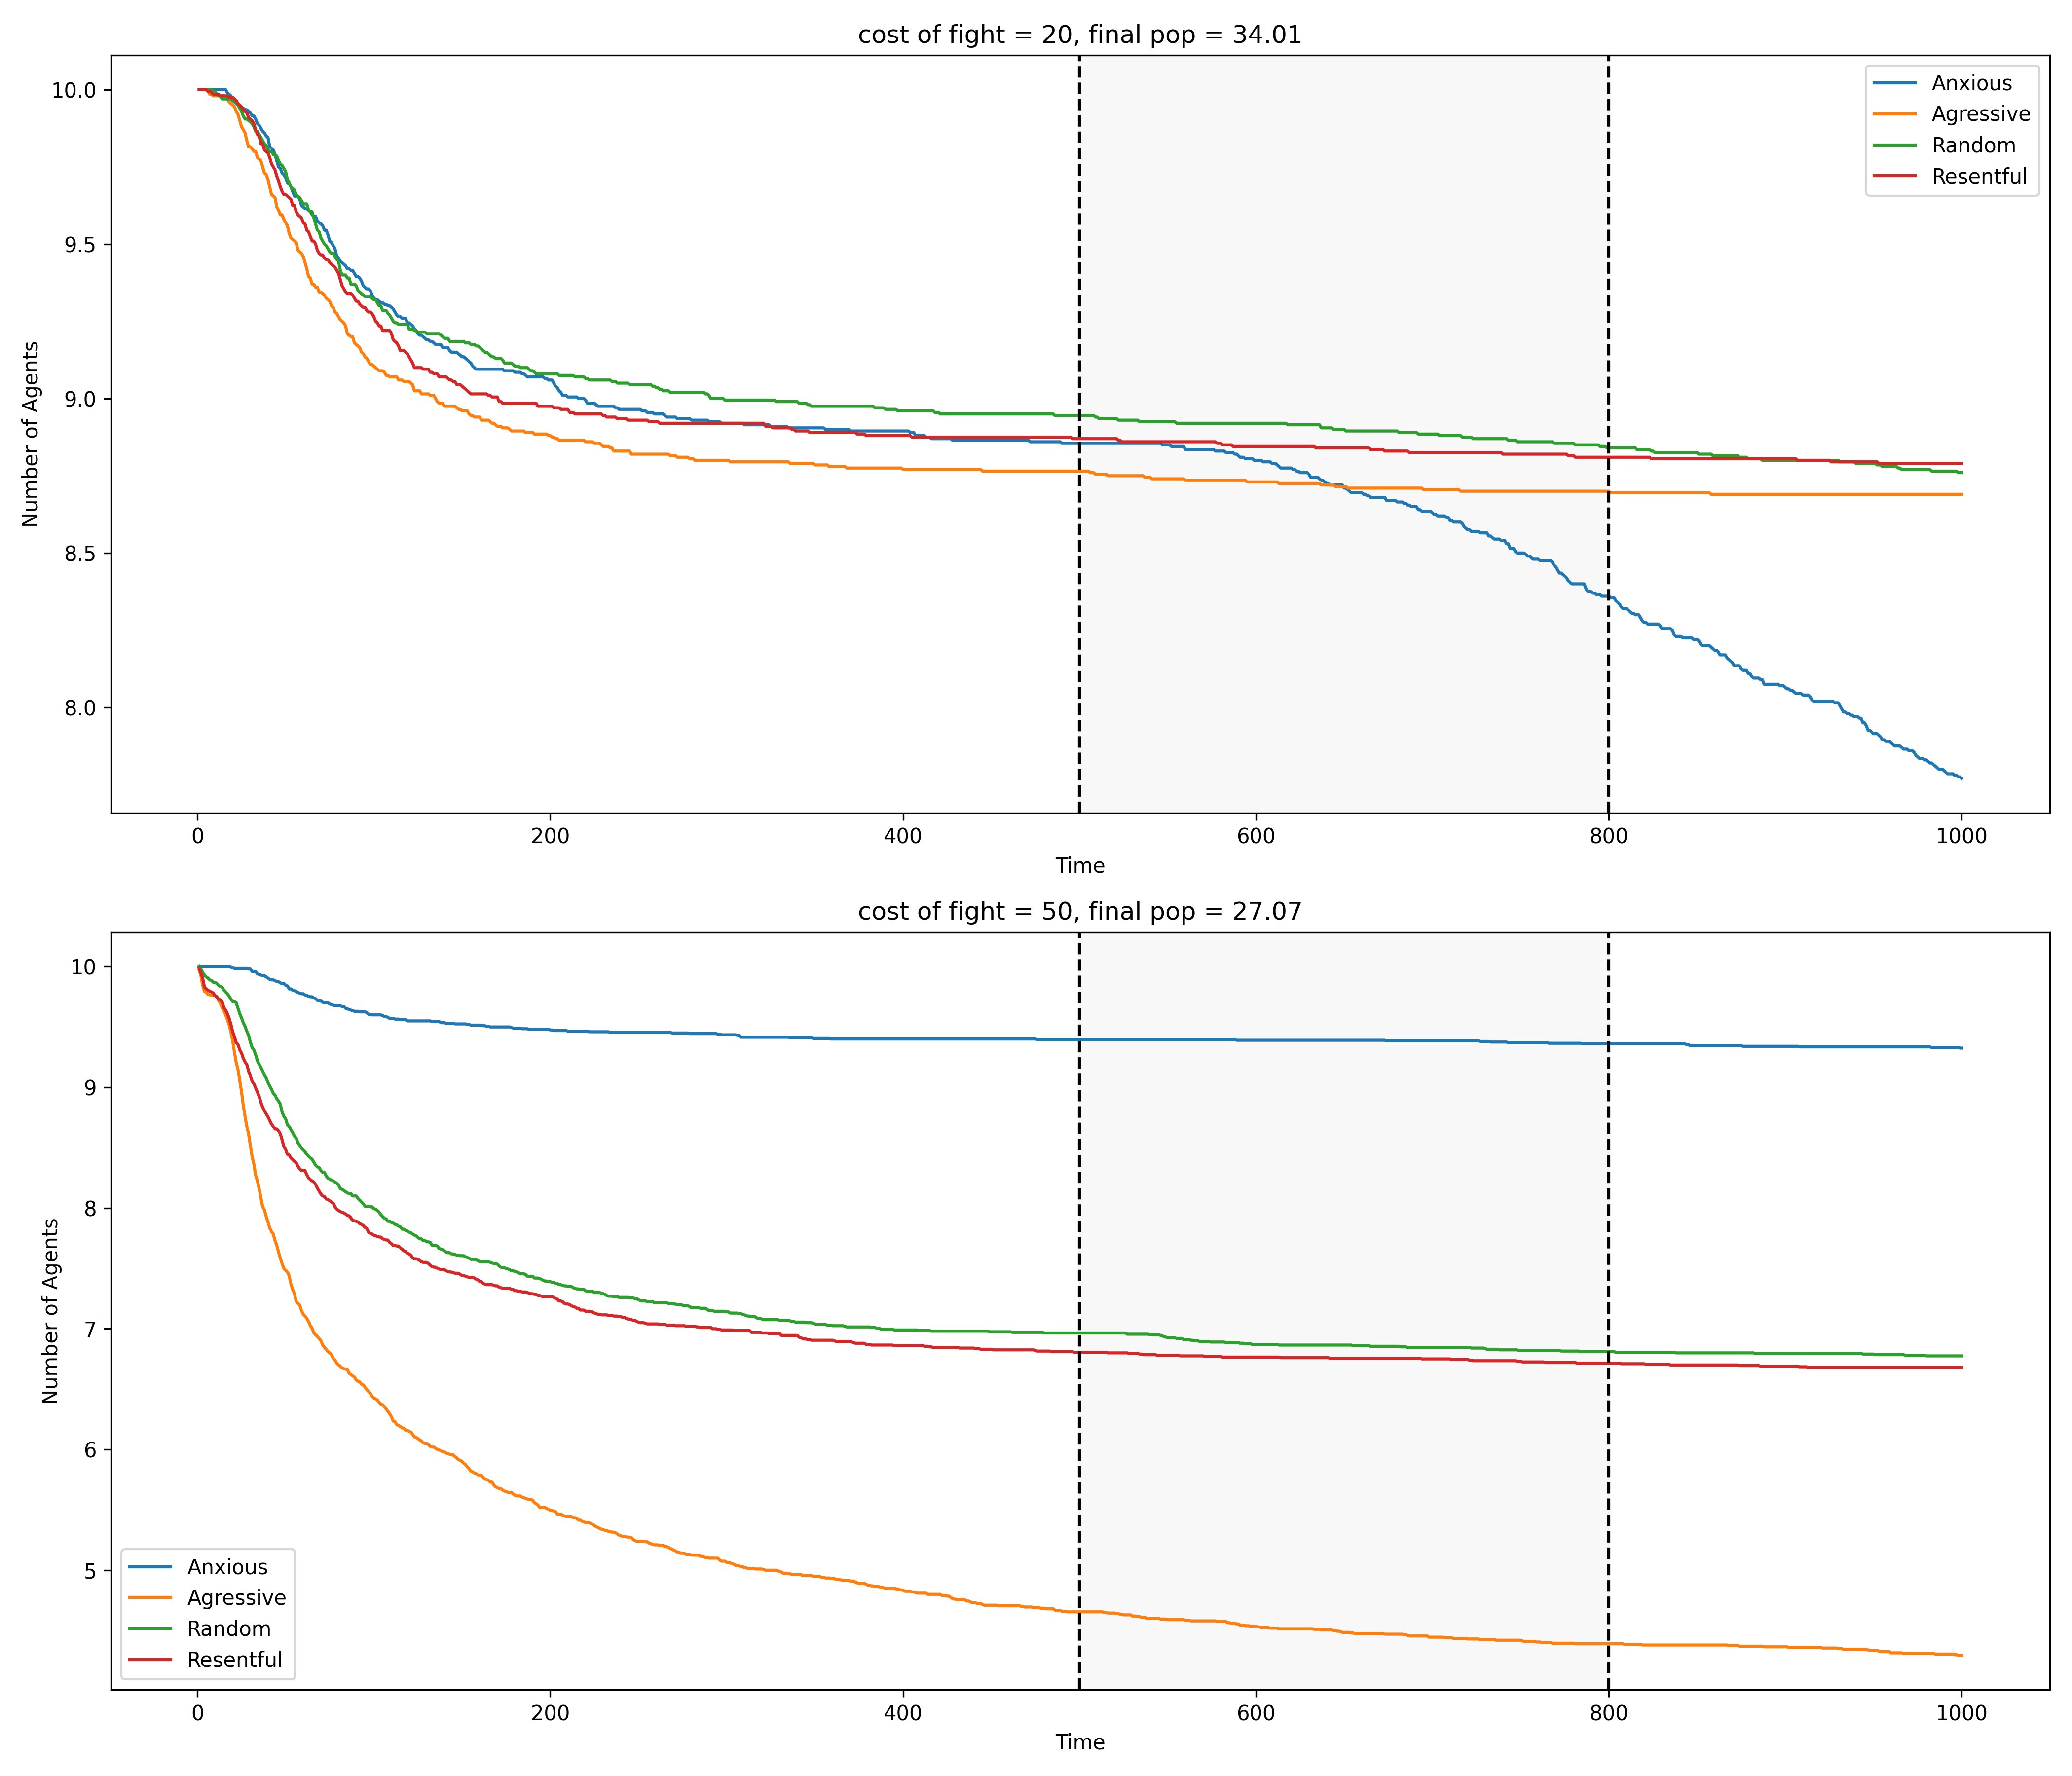 cost of fight = 20, final pop = 34.01
10.0
9.5
9.0
8.5
8.0
Number of Agents
Anxious
Agressive
Random
Resentful
0 200 400 600 800 1000
Time
cost of fight = 50, final pop = 27.07
10
9
8
7
6
5
Number of Agents
Anxious
Agressive
Random
Resentful
0 200 400 600 800 1000
Time